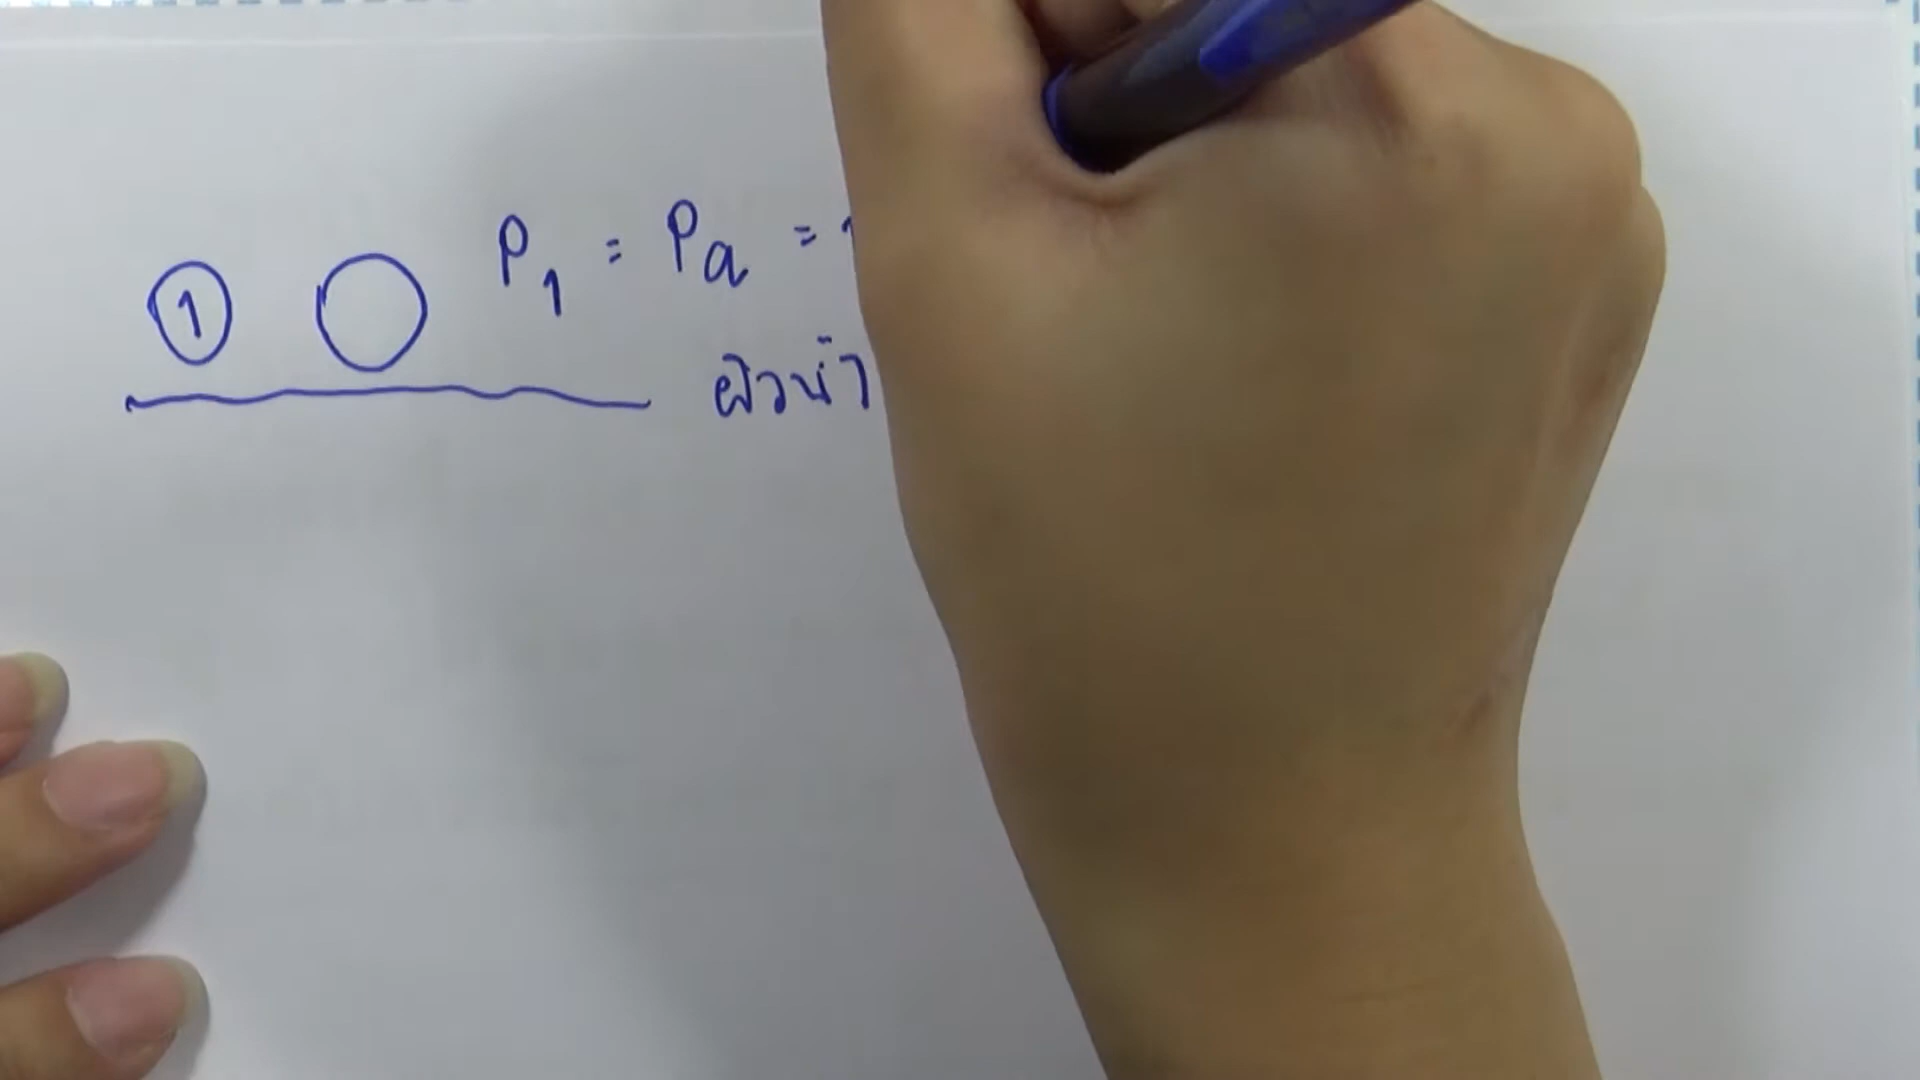 P₁ = Pa =
① 
ผิวน้ำ